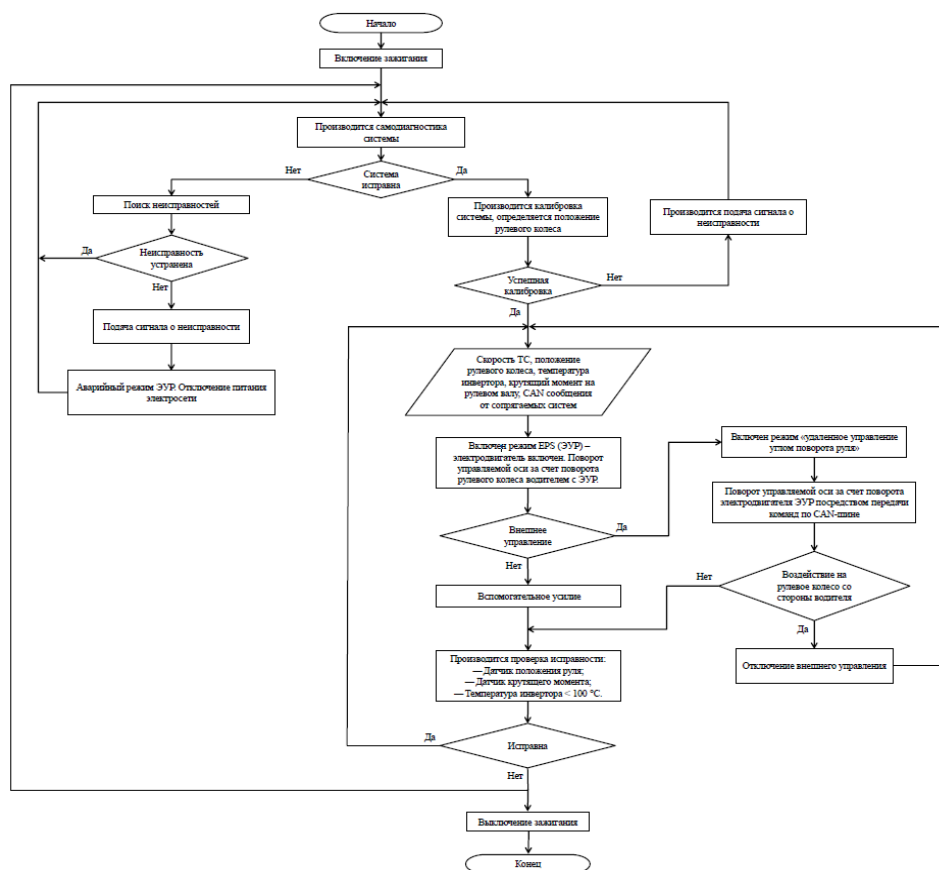 Начало
Включение зажигания
Производится самодиагностика
системы
Нет
Да
Система
исправна
Поиск неисправностей
Производится калибровка
системы, определяется положение
рулевого колеса
Производится подача сигнала о
неисправности
Да
Неисправность
устранена
Нет
Успешная
калибровка
Нет
Да
Подача сигнала о неисправности
Аварийный режим ЭУР. Отключение питания
электросети
Скорость ТС, положение
рулевого колеса, температура
инвертора, крутящий момент на
рулевом валу, CAN сообщения
от сопрягаемых систем
Включен режим EPS (ЭУР) –
электродвигатель включен. Поворот
управляемой оси за счет поворота
рулевого колеса водителем с ЭУР.
Включен режим «удаленное управление
углом поворота руля»
Поворот управляемой оси за счет поворота
электродвигателя ЭУР посредством передачи
команд по CAN-шине
Внешнее
управление
Да
Нет
Нет
Воздействие на
рулевое колесо со
стороны водителя
Да
Вспомогательное усилие
Отключение внешнего управления
Производится проверка исправности:
— Датчик положения руля;
— Датчик крутящего момента;
— Температура инвертора < 100 °C.
Да
Исправна
Нет
Выключение зажигания
Конец